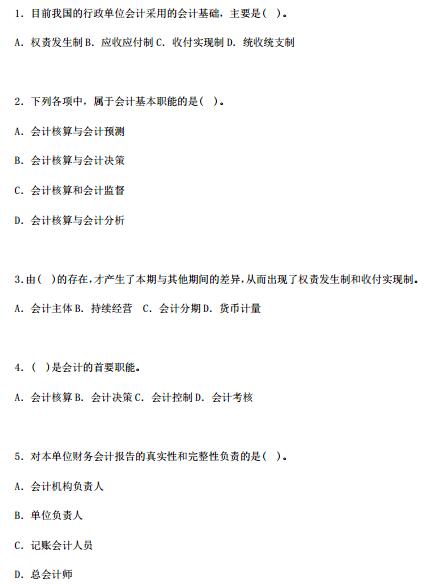 1. 目前我国的行政单位会计采用的会计基础，主要是(  )。
A. 权责发生制 B. 应收应付制 C. 收付实现制 D. 统收统支制
2. 下列各项中，属于会计基本职能的是(  )。
A. 会计核算与会计预测
B. 会计核算与会计决策
C. 会计核算和会计监督
D. 会计核算与会计分析
3.由(  )的存在，才产生了本期与其他期间的差异，从而出现了权责发生制和收付实现制。
A. 会计主体 B. 持续经营  C. 会计分期 D. 货币计量
4. (  )是会计的首要职能。
A. 会计核算 B. 会计决策 C. 会计控制 D. 会计考核
5. 对本单位财务会计报告的真实性和完整性负责的是(  )。
A. 会计机构负责人
B. 单位负责人
C. 记账会计人员
D. 总会计师